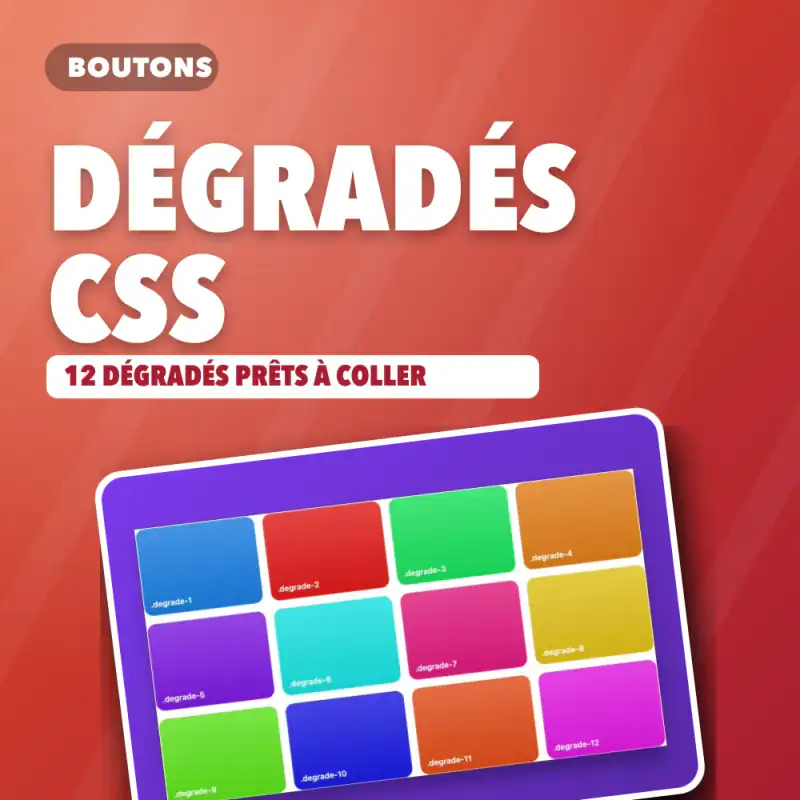 BOUTONS
DÉGRADÉS
CSS
12 DÉGRADÉS PRÊTS À COLLER
.degrade-1
.degrade-2
.degrade-3
.degrade-4
.degrade-5
.degrade-6
.degrade-7
.degrade-8
.degrade-9
.degrade-10
.degrade-11
.degrade-12